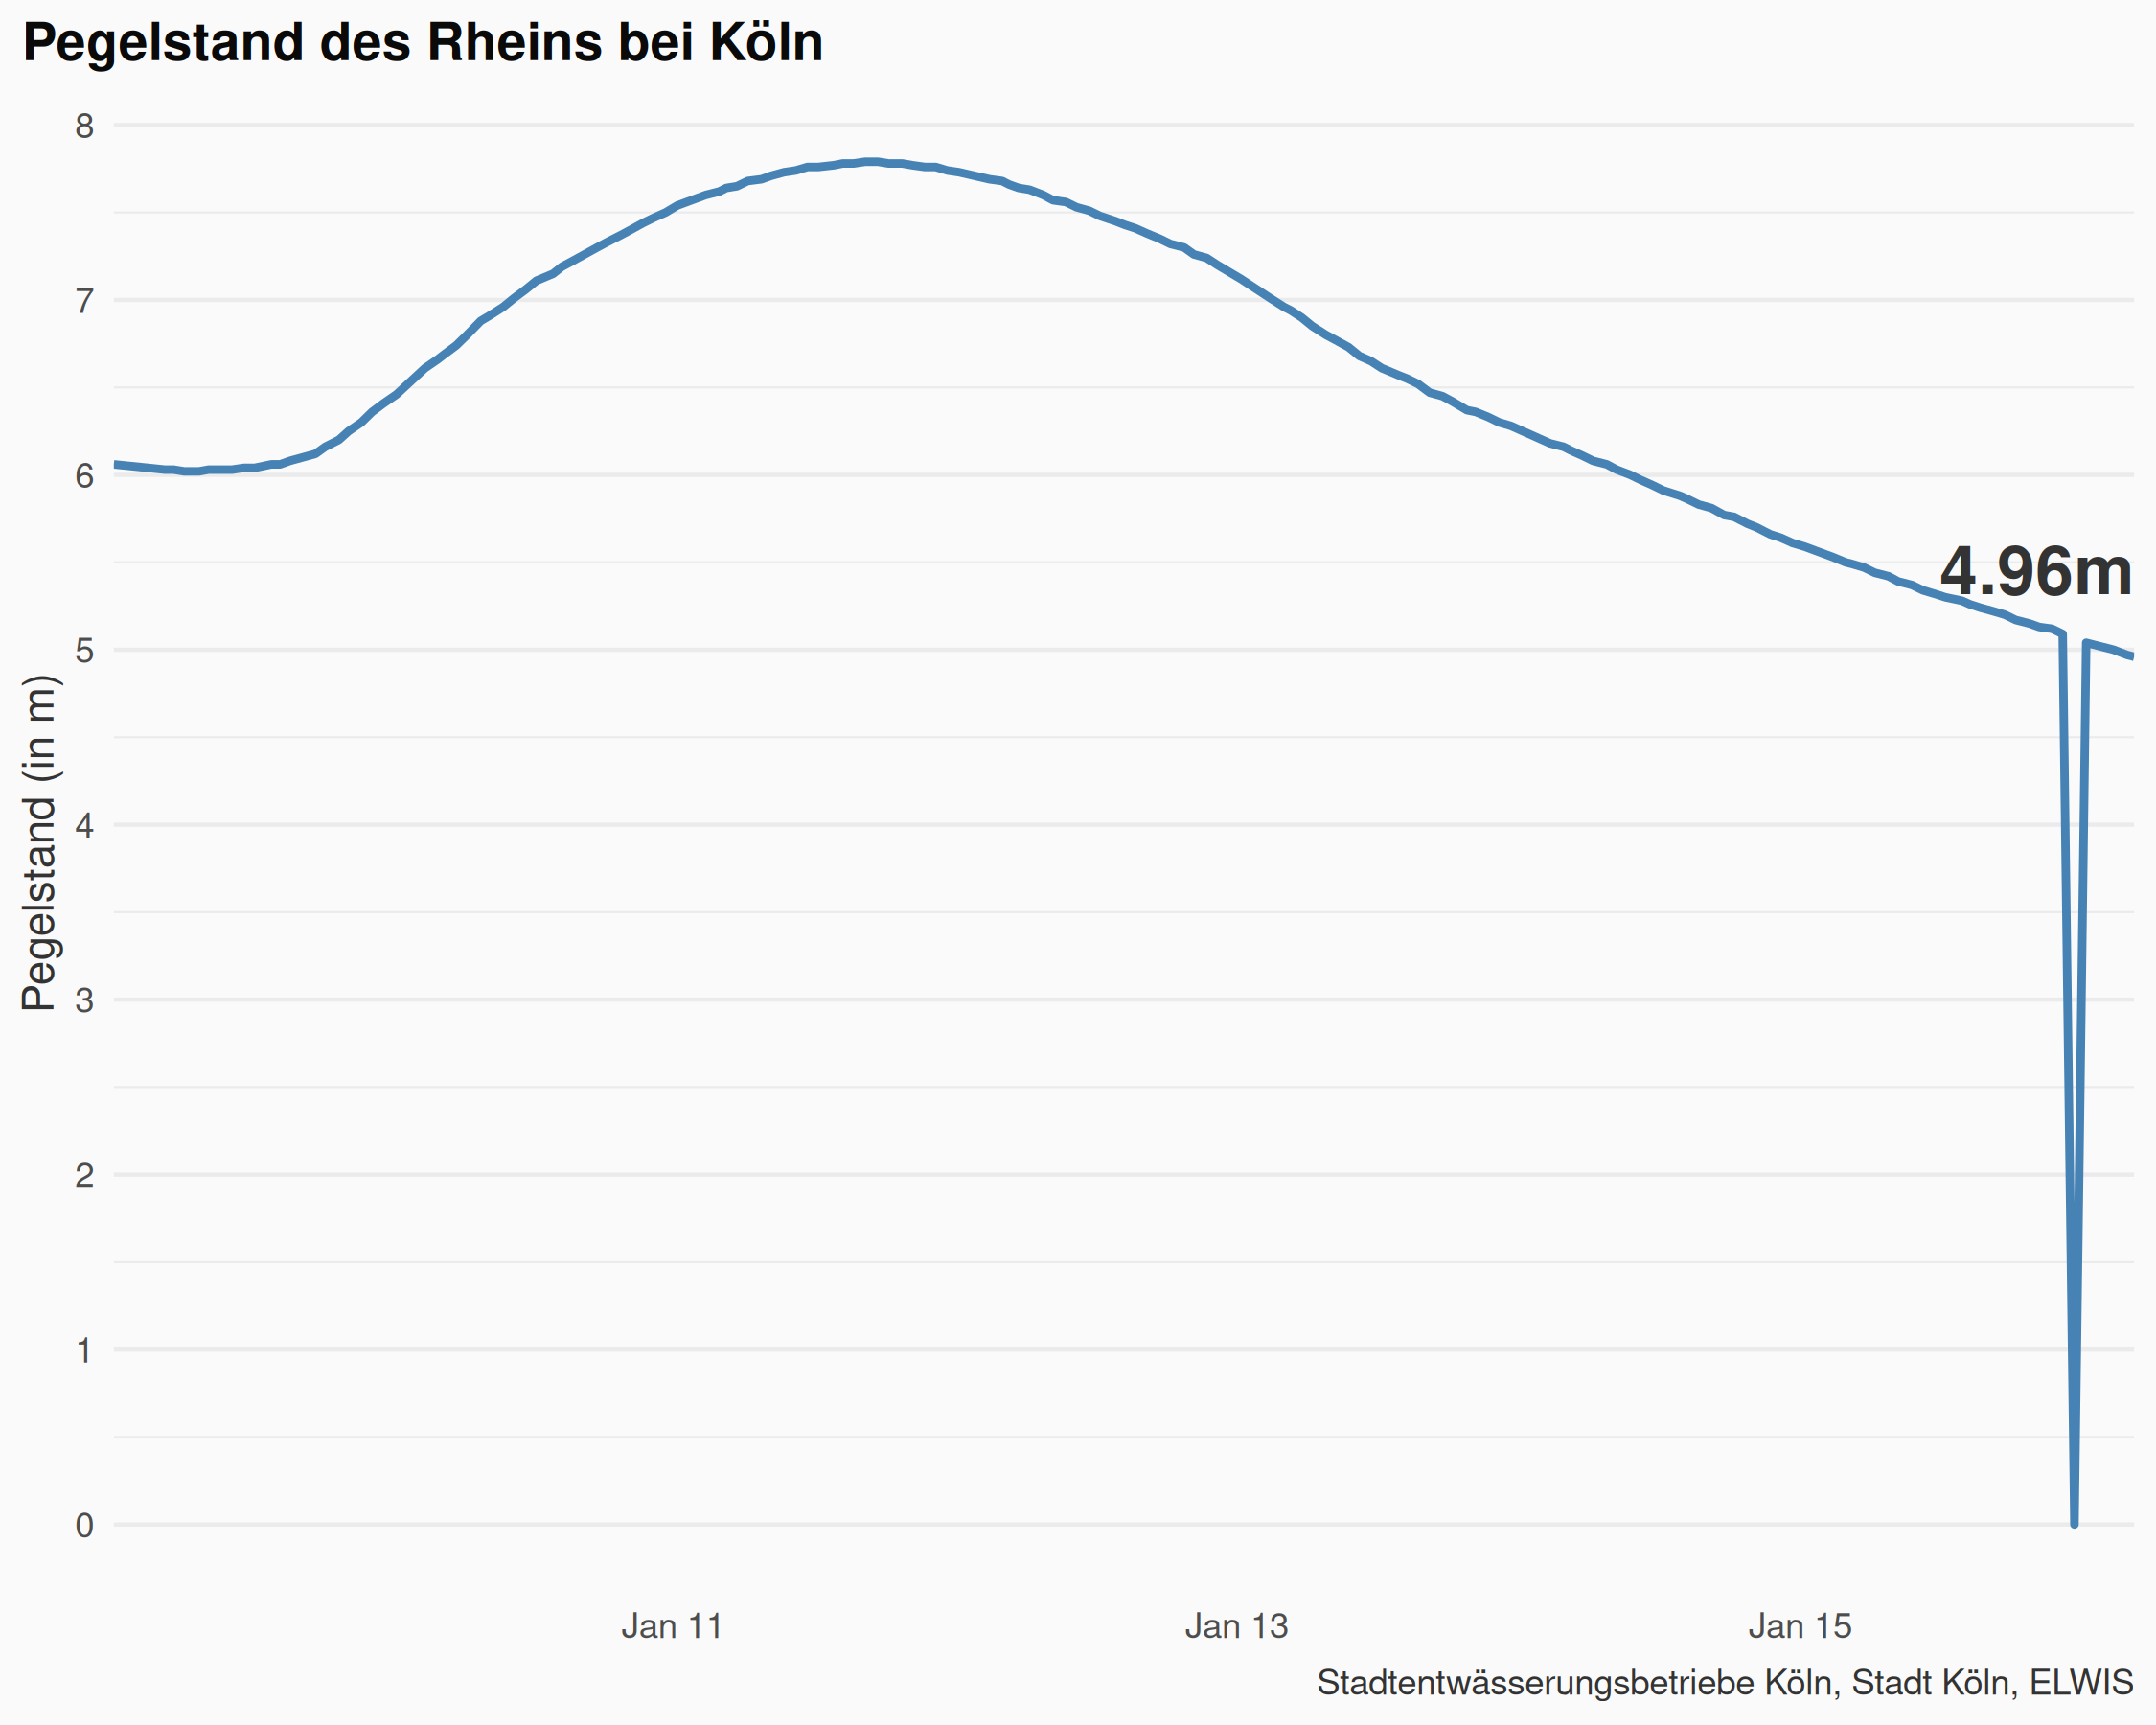 Pegelstand des Rheins bei Köln
8
7
6
5
4
3
2
1
0
Pegelstand (in m)
4.96m
Jan 11
Jan 13
Jan 15
Stadtentwässerungsbetriebe Köln, Stadt Köln, ELWIS